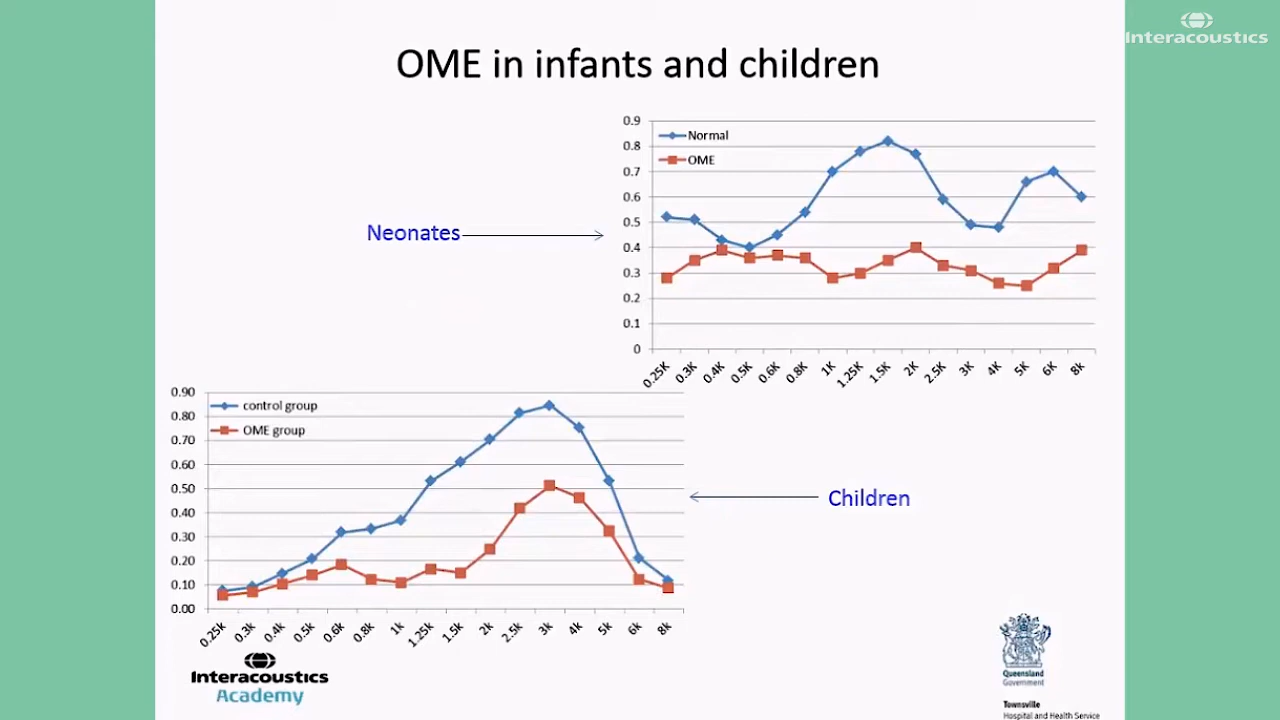 Interacoustics
OME in infants and children
0.9
0.8
0.7
0.6
0.5
0.4
0.3
0.2
0.1
0
Normal
OME
0.25K 0.3K 0.4K 0.5K 0.6K 0.8K 1K 1.25K 1.5K 2K 2.5K 3K 4K 5K 6K 8k
Neonates
0.90
0.80
0.70
0.60
0.50
0.40
0.30
0.20
0.10
0.00
control group
OME group
0.25k 0.3k 0.4k 0.5k 0.6k 0.8k 1k 1.25k 1.5k 2k 2.5k 3k 4k 5k 6k 8k
Children
Interacoustics
Academy
Queensland
Government
Townsville
Hospital and Health Service